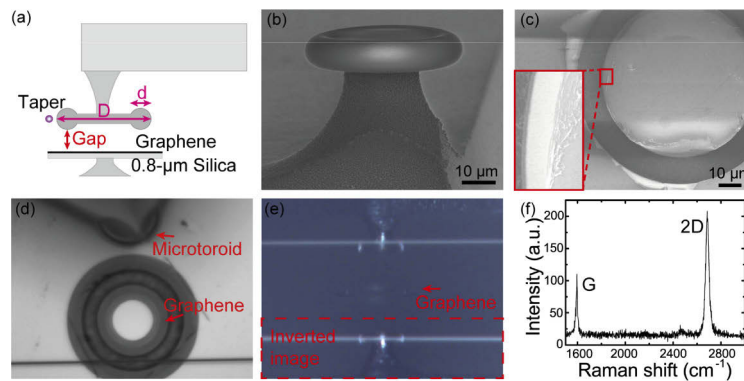 (a)
Taper
D
d
Gap
Graphene
0.8-μm Silica
(b)
10 μm
(c)
10 μm
(d)
Microtoroid
Graphene
(e)
Graphene
Inverted
image
(f)
Intensity (a.u.)
200
150
100
50
0
G
2D
1600 2000 2400 2800
Raman shift (cm⁻¹)